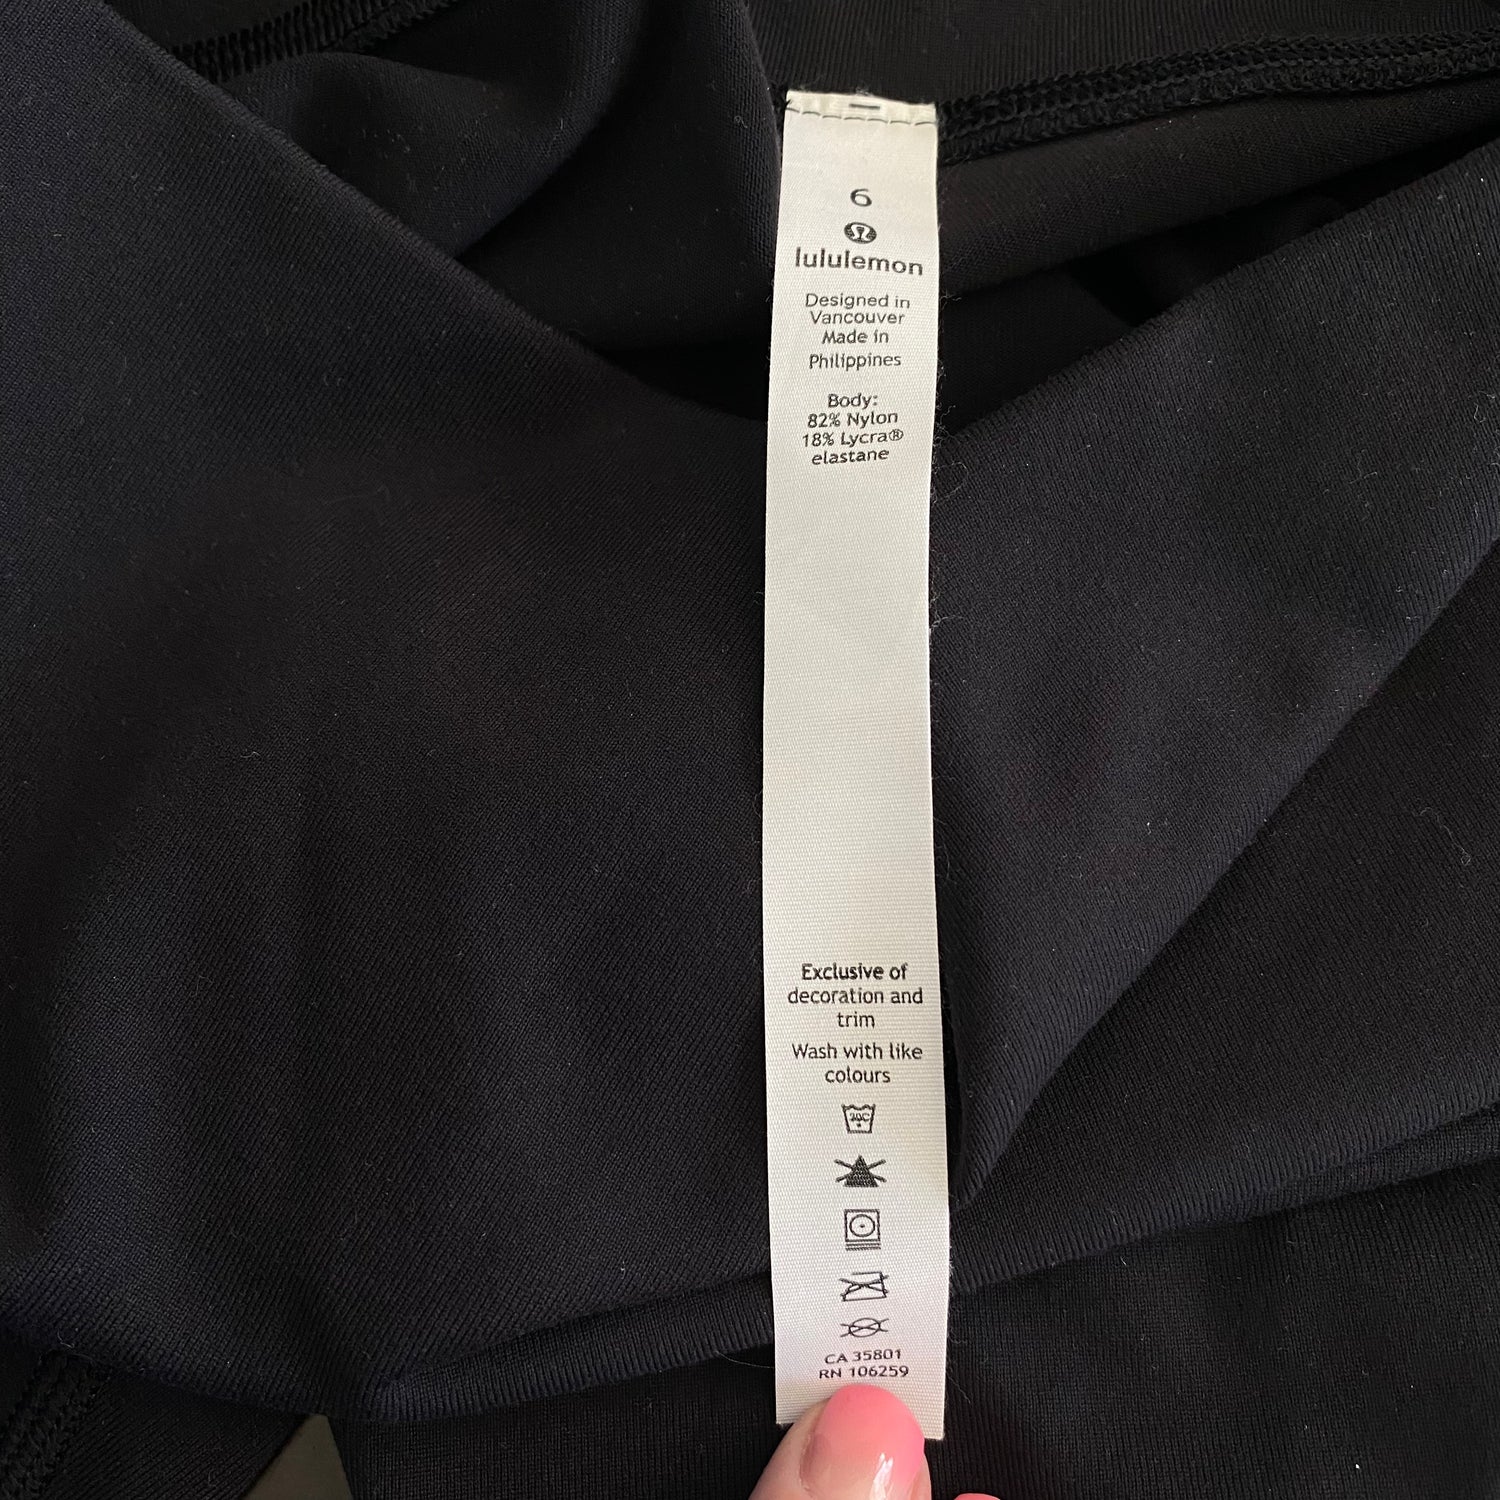 6
lululemon
Designed in
Vancouver
Made in
Philippines
Body:
82% Nylon
18% Lycra®
elastane
Exclusive of
decoration and
trim
Wash with like
colours
CA 35801
RN 106259